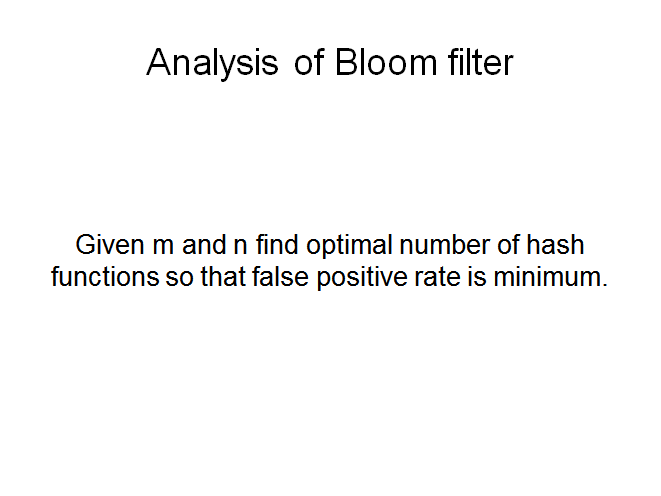 Analysis of Bloom filter
Given m and n find optimal number of hash
functions so that false positive rate is minimum.